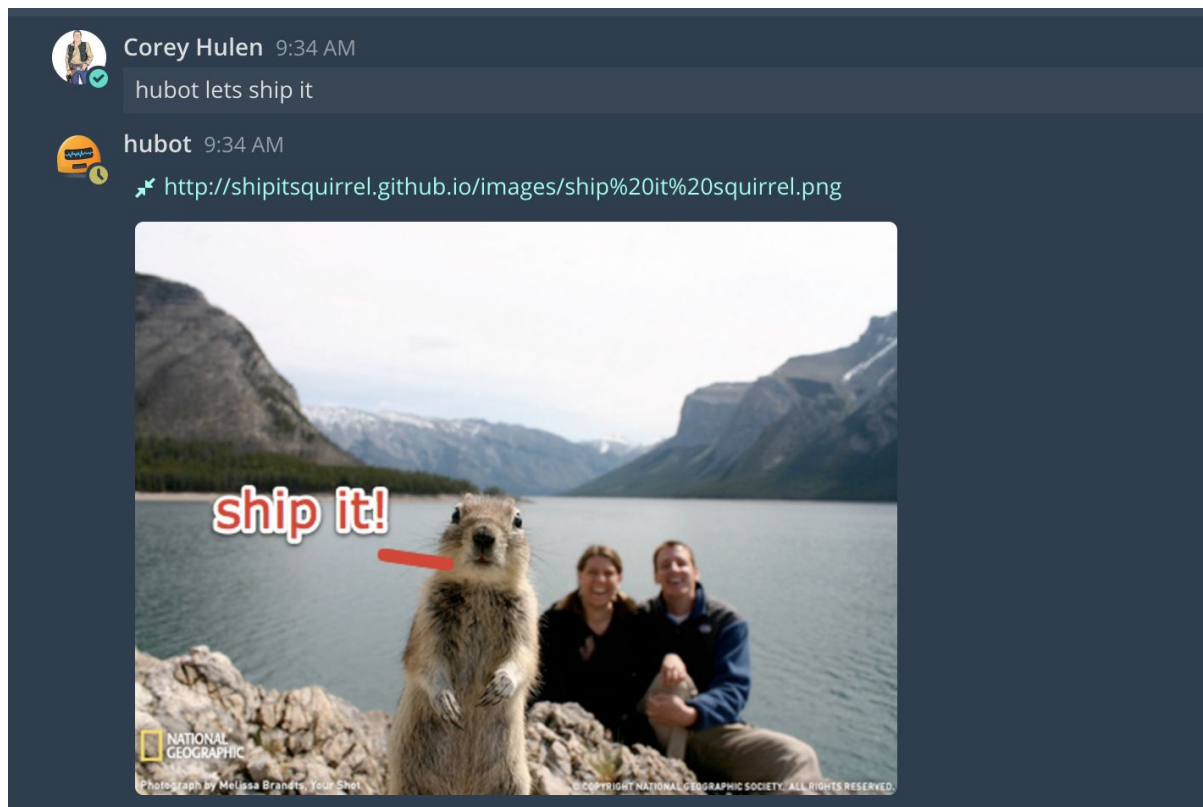 Corey Hulen 9:34 AM
hubot lets ship it
hubot 9:34 AM
http://shipitsquirrel.github.io/images/ship%20it%20squirrel.png
ship it!
NATIONAL
GEOGRAPHIC
Photograph by Melissa Brandts, Your Shot
© COPYRIGHT NATIONAL GEOGRAPHIC SOCIETY. ALL RIGHTS RESERVED.